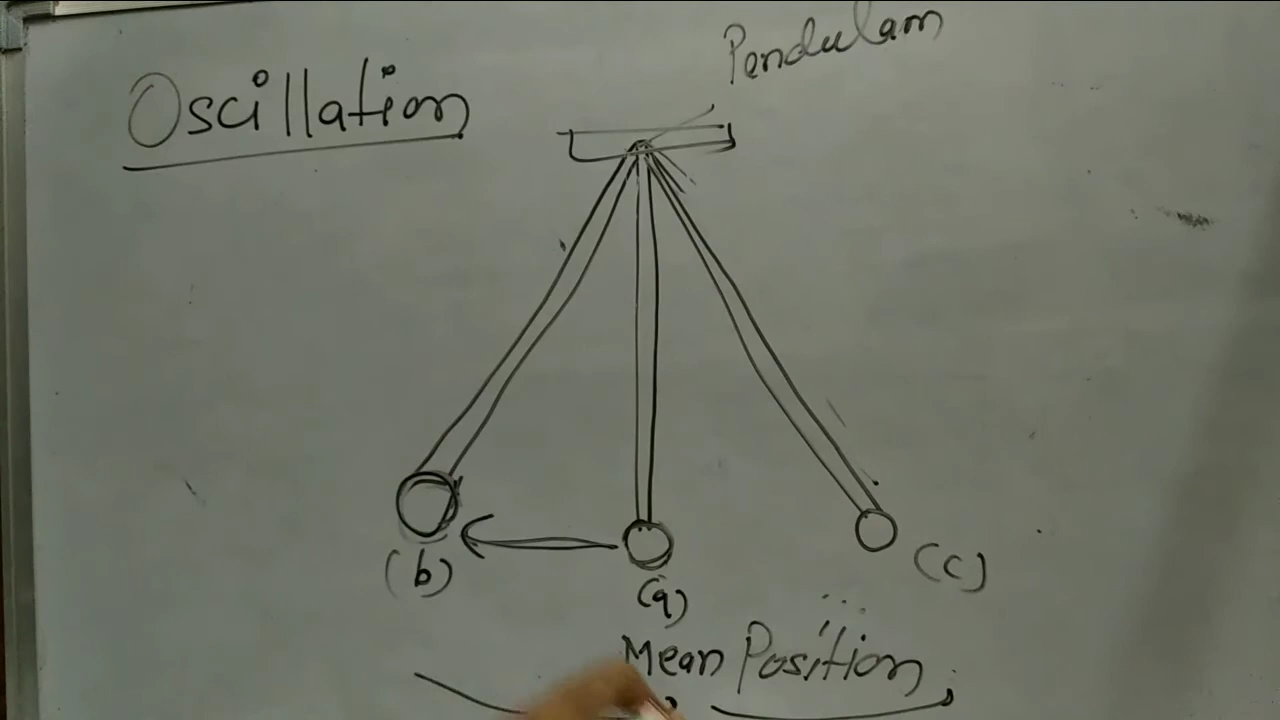 Pendulam
Oscillation
(b)
(a)
(c)
Mean Position